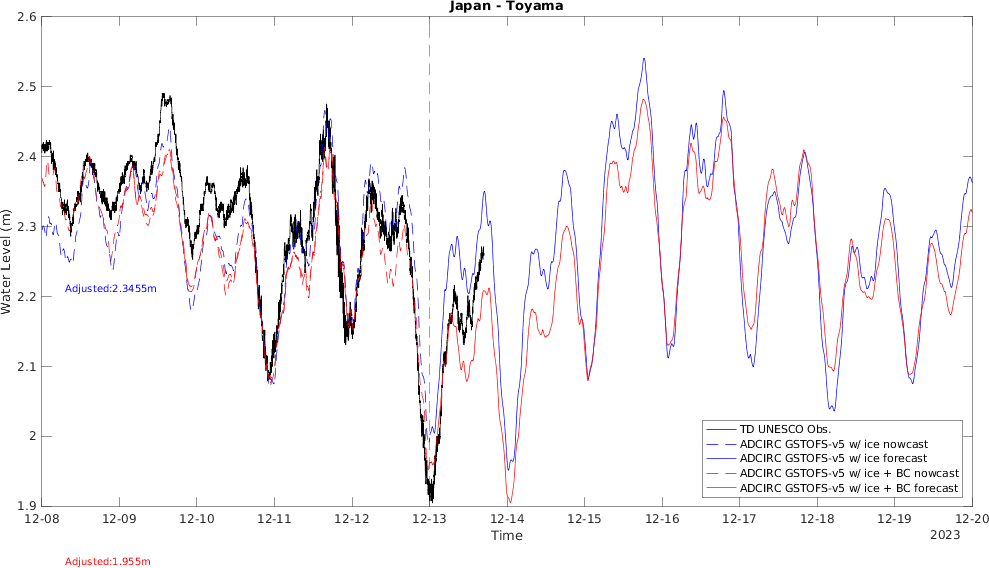 Japan - Toyama
2.6
2.5
2.4
2.3
2.2
2.1
2
1.9
Water Level (m)
Adjusted:2.3455m
TD UNESCO Obs.
ADCIRC GSTOFS-v5 w/ ice nowcast
ADCIRC GSTOFS-v5 w/ ice forecast
ADCIRC GSTOFS-v5 w/ ice + BC nowcast
ADCIRC GSTOFS-v5 w/ ice + BC forecast
12-08 12-09 12-10 12-11 12-12 12-13 12-14 12-15 12-16 12-17 12-18 12-19 12-20
Time
2023
Adjusted:1.955m